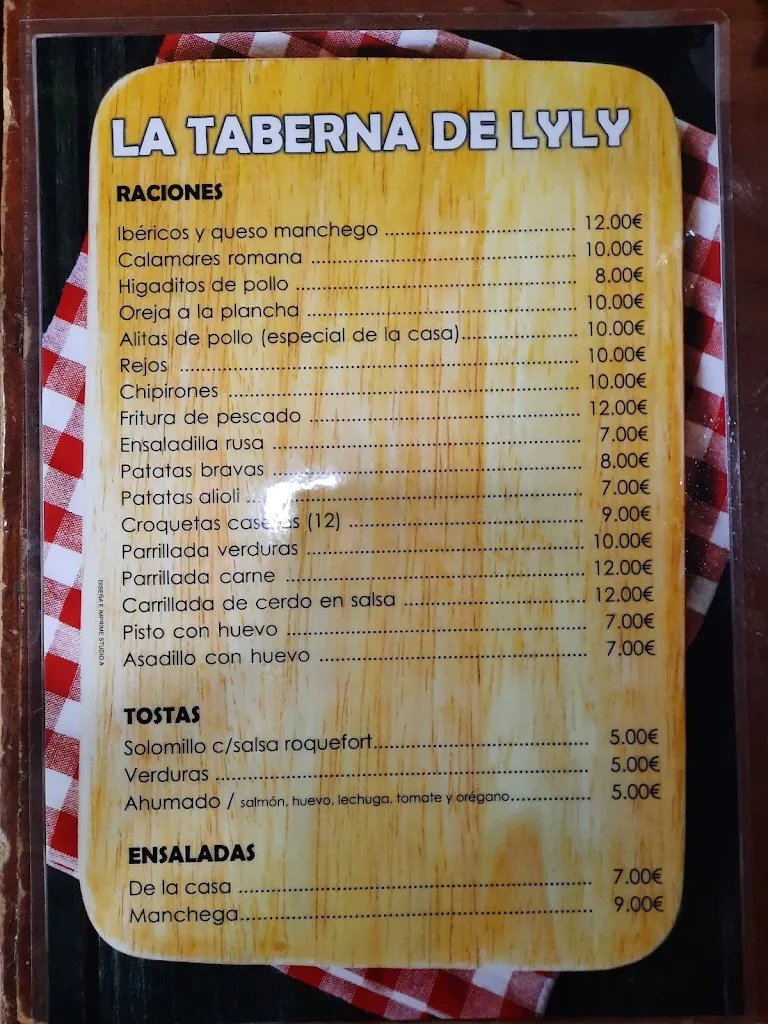 LA TABERNA DE LYLY
RACIONES
Ibéricos y queso manchego ................................ 12.00€
Calamares romana ............................................. 10.00€
Higaditos de pollo ................................................ 8.00€
Oreja a la plancha .............................................. 10.00€
Alitas de pollo (especial de la casa).................... 10.00€
Rejos .................................................................... 10.00€
Chipirones ............................................................ 10.00€
Fritura de pescado .............................................. 12.00€
Ensaladilla rusa ..................................................... 7.00€
Patatas bravas ..................................................... 8.00€
Patatas alioli ......................................................... 7.00€
Croquetas caseras (12) ........................................ 9.00€
Parrillada verduras ............................................... 10.00€
Parrillada carne ................................................... 12.00€
Carrillada de cerdo en salsa ............................... 12.00€
Pisto con huevo ................................................... 7.00€
Asadillo con huevo .............................................. 7.00€
TOSTAS
Solomillo c/salsa roquefort..................................... 5.00€
Verduras ............................................................... 5.00€
Ahumado / salmón, huevo, lechuga, tomate y orégano.............. 5.00€
ENSALADAS
De la casa ............................................................ 7.00€
Manchega............................................................ 9.00€
DISEÑA E IMPRIME STUDIO A